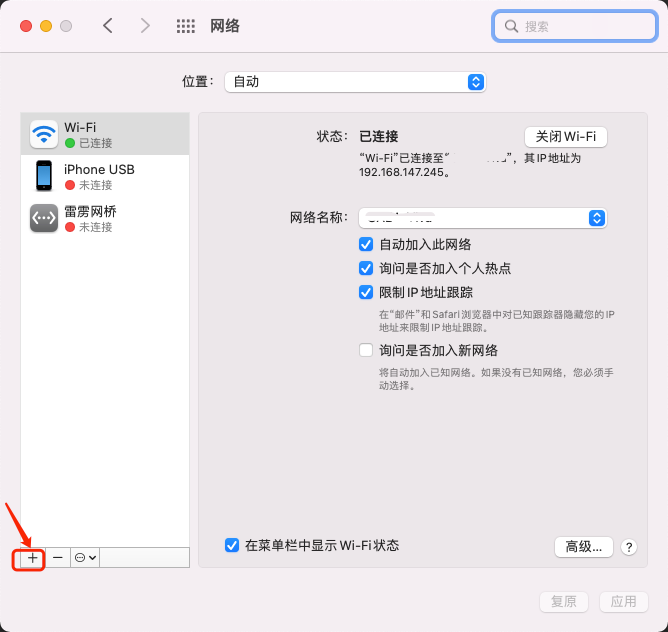 网络
搜索
位置： 自动
Wi-Fi
已连接
iPhone USB
未连接
雷雳网桥
未连接
状态： 已连接
关闭 Wi-Fi
“Wi-Fi”已连接至“ ”，其 IP 地址为
192.168.147.245。
网络名称：
自动加入此网络
询问是否加入个人热点
限制 IP 地址跟踪
在“邮件”和 Safari 浏览器中对已知跟踪器隐藏您的 IP
地址来限制 IP 地址跟踪。
询问是否加入新网络
将自动加入已知网络。如果没有已知网络，您必须手
动选择。
在菜单栏中显示 Wi-Fi 状态
高级...
?
复原
应用